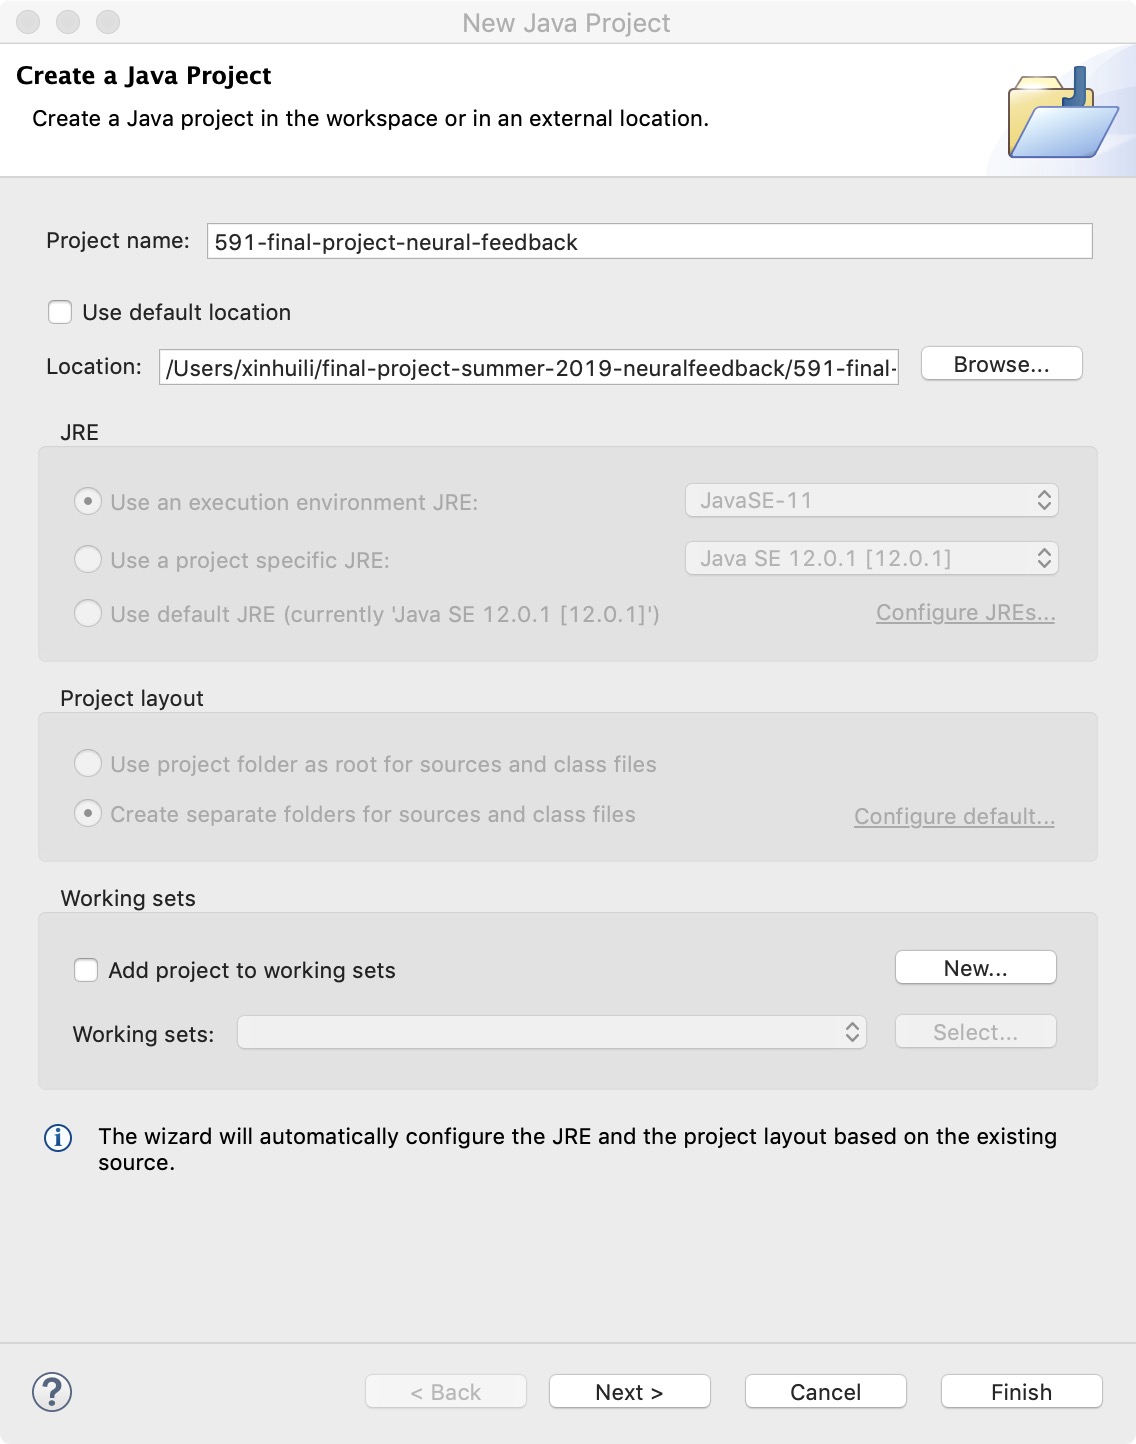 New Java Project
Create a Java Project
Create a Java project in the workspace or in an external location.
Project name: 591-final-project-neural-feedback
Use default location
Location: /Users/xinhuili/final-project-summer-2019-neuralfeedback/591-final- Browse...
JRE
Use an execution environment JRE: JavaSE-11
Use a project specific JRE: Java SE 12.0.1 [12.0.1]
Use default JRE (currently 'Java SE 12.0.1 [12.0.1]') Configure JREs...
Project layout
Use project folder as root for sources and class files
Create separate folders for sources and class files Configure default...
Working sets
Add project to working sets New...
Working sets: Select...
The wizard will automatically configure the JRE and the project layout based on the existing
source.
? < Back Next > Cancel Finish